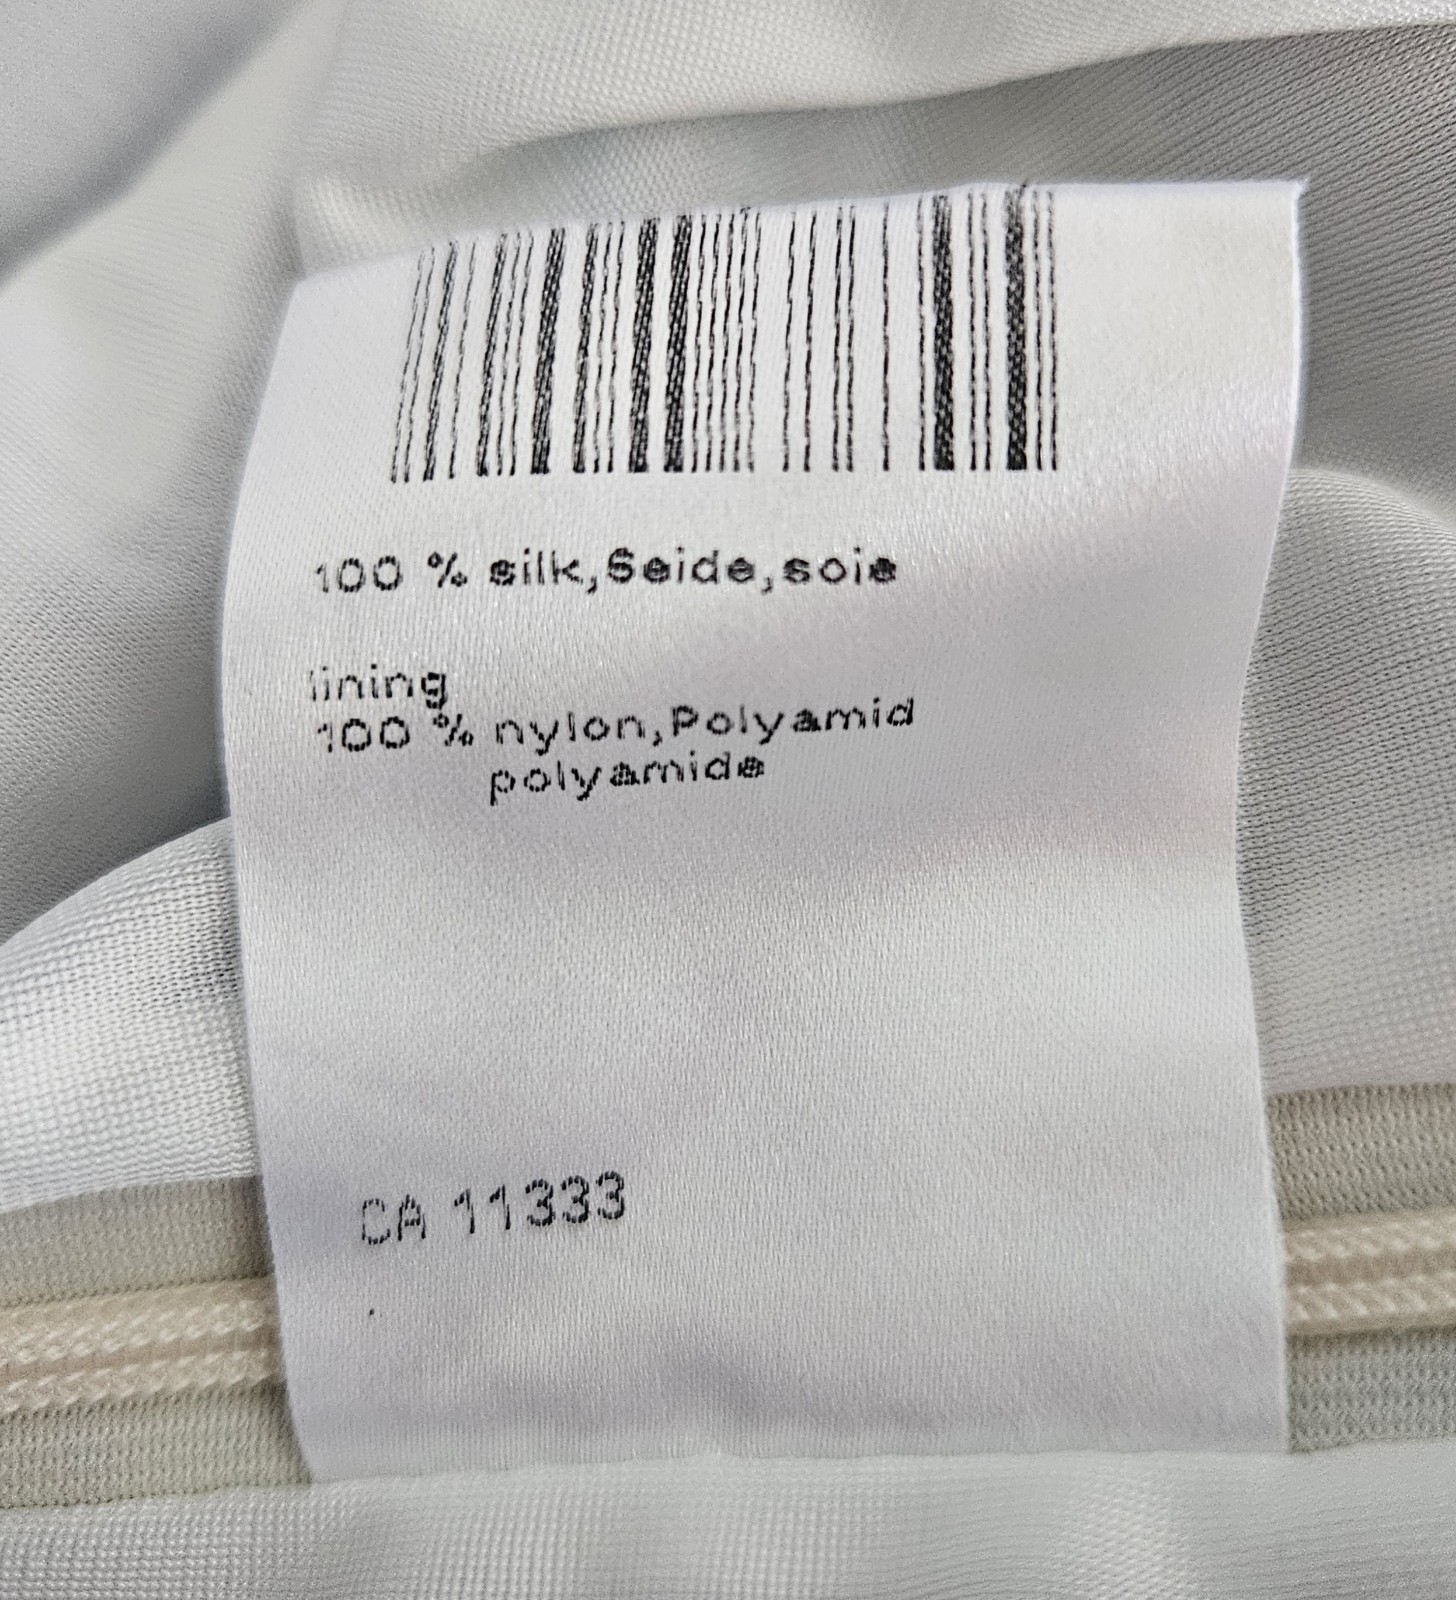 100 % silk,Seide,soie
lining
100 % nylon,Polyamid
polyamide
CA 11333